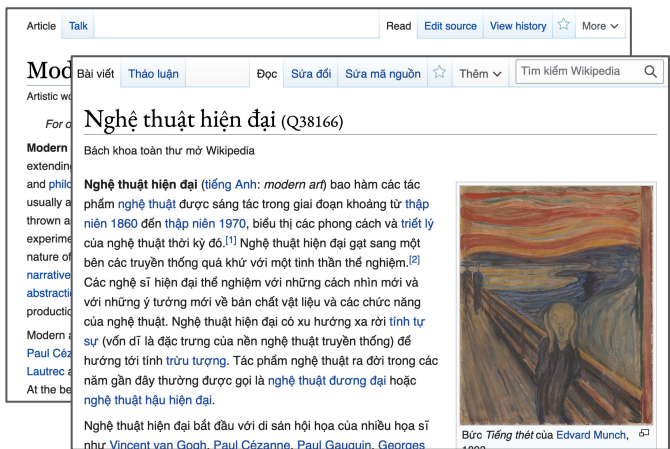 Article Talk Read Edit source View history More
Mod
Artistic wo
For o
Modern
extending
and philo
usually a
thrown a
experime
nature of
narrative
abstractio
productio
Modern a
Paul Céz
Lautrec a
At the be
Bài viết Thảo luận Đọc Sửa đổi Sửa mã nguồn Thêm Tìm kiếm Wikipedia
Nghệ thuật hiện đại (Q38166)
Bách khoa toàn thư mở Wikipedia
Nghệ thuật hiện đại (tiếng Anh: modern art) bao hàm các tác
phẩm nghệ thuật được sáng tác trong giai đoạn khoảng từ thập
niên 1860 đến thập niên 1970, biểu thị các phong cách và triết lý
của nghệ thuật thời kỳ đó.[1] Nghệ thuật hiện đại gạt sang một
bên các truyền thống quá khứ với một tinh thần thể nghiệm.[2]
Các nghệ sĩ hiện đại thể nghiệm với những cách nhìn mới và
với những ý tưởng mới về bản chất vật liệu và các chức năng
của nghệ thuật. Nghệ thuật hiện đại có xu hướng xa rời tính tự
sự (vốn dĩ là đặc trưng của nền nghệ thuật truyền thống) để
hướng tới tính trừu tượng. Tác phẩm nghệ thuật ra đời trong các
năm gần đây thường được gọi là nghệ thuật đương đại hoặc
nghệ thuật hậu hiện đại.
Nghệ thuật hiện đại bắt đầu với di sản hội họa của nhiều họa sĩ
như Vincent van Gogh, Paul Cézanne, Paul Gauguin, Georges
Bức Tiếng thét của Edvard Munch,